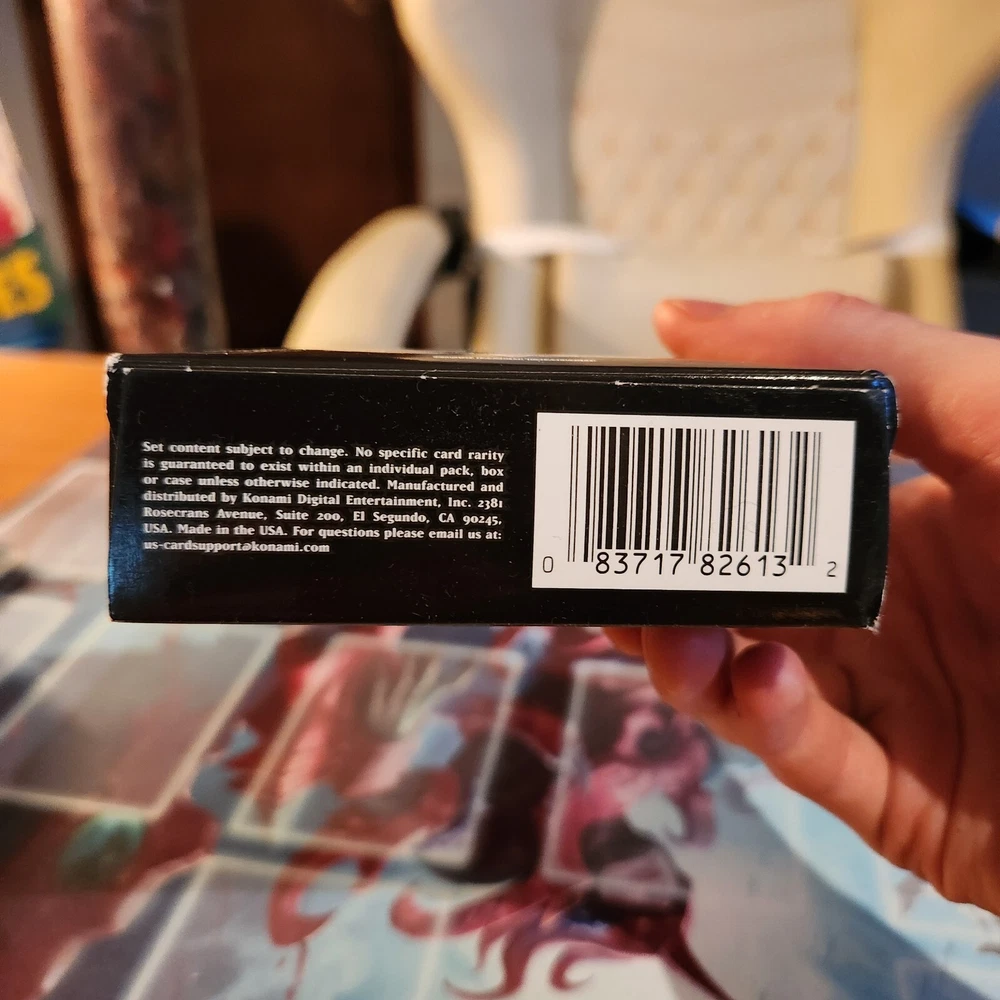 Set content subject to change. No specific card rarity
is guaranteed to exist within an individual pack, box
or case unless otherwise indicated. Manufactured and
distributed by Konami Digital Entertainment, Inc. 2381
Rosecrans Avenue, Suite 200, El Segundo, CA 90245,
USA. Made in the USA. For questions please email us at:
us-cardsupport@konami.com
0 83717 82613 2